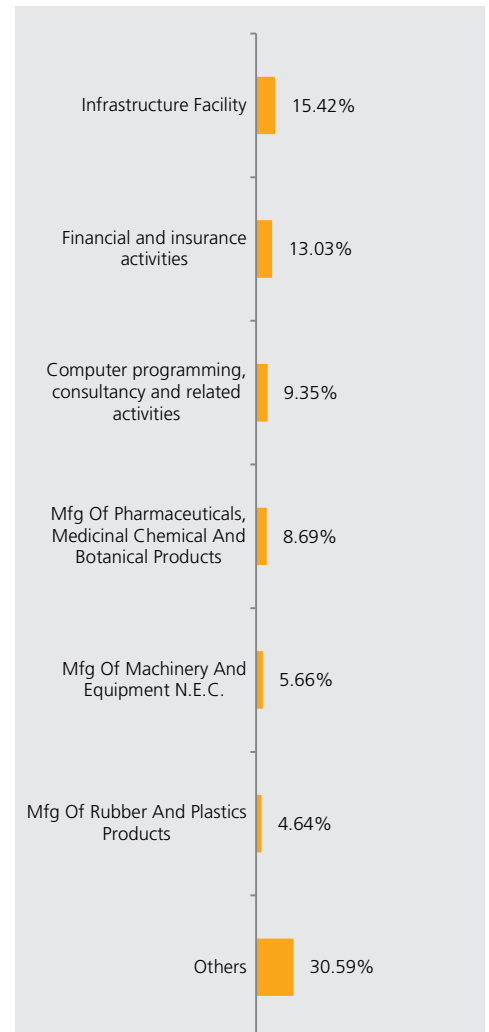 Infrastructure Facility 15.42%
Financial and insurance
activities
13.03%
Computer programming,
consultancy and related
activities
9.35%
Mfg Of Pharmaceuticals,
Medicinal Chemical And
Botanical Products
8.69%
Mfg Of Machinery And
Equipment N.E.C.
5.66%
Mfg Of Rubber And Plastics
Products
4.64%
Others 30.59%